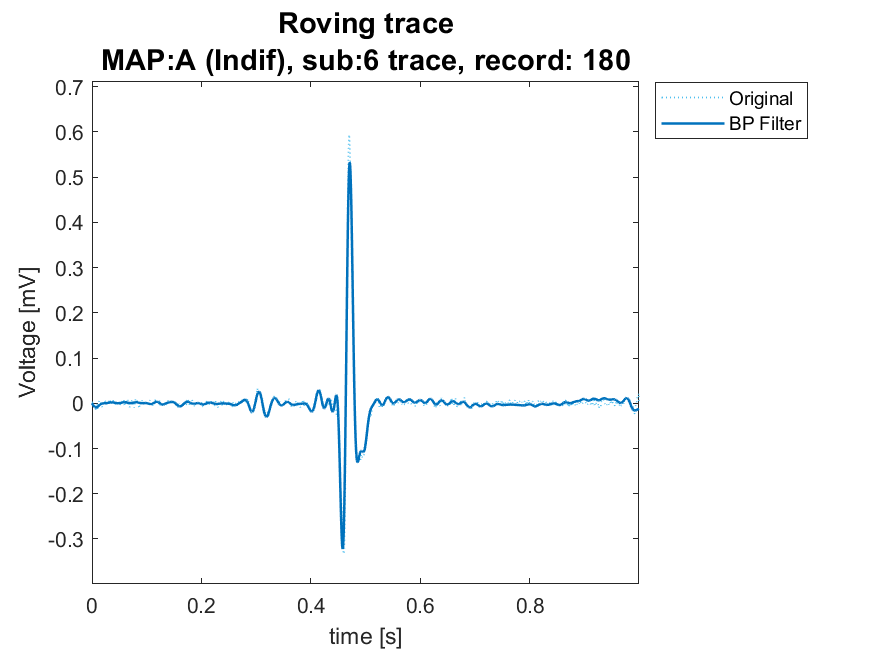 Roving trace
MAP:A (Indif), sub:6 trace, record: 180
Original
BP Filter
0.7
0.6
0.5
0.4
0.3
0.2
0.1
0
-0.1
-0.2
-0.3
Voltage [mV]
0 0.2 0.4 0.6 0.8
time [s]